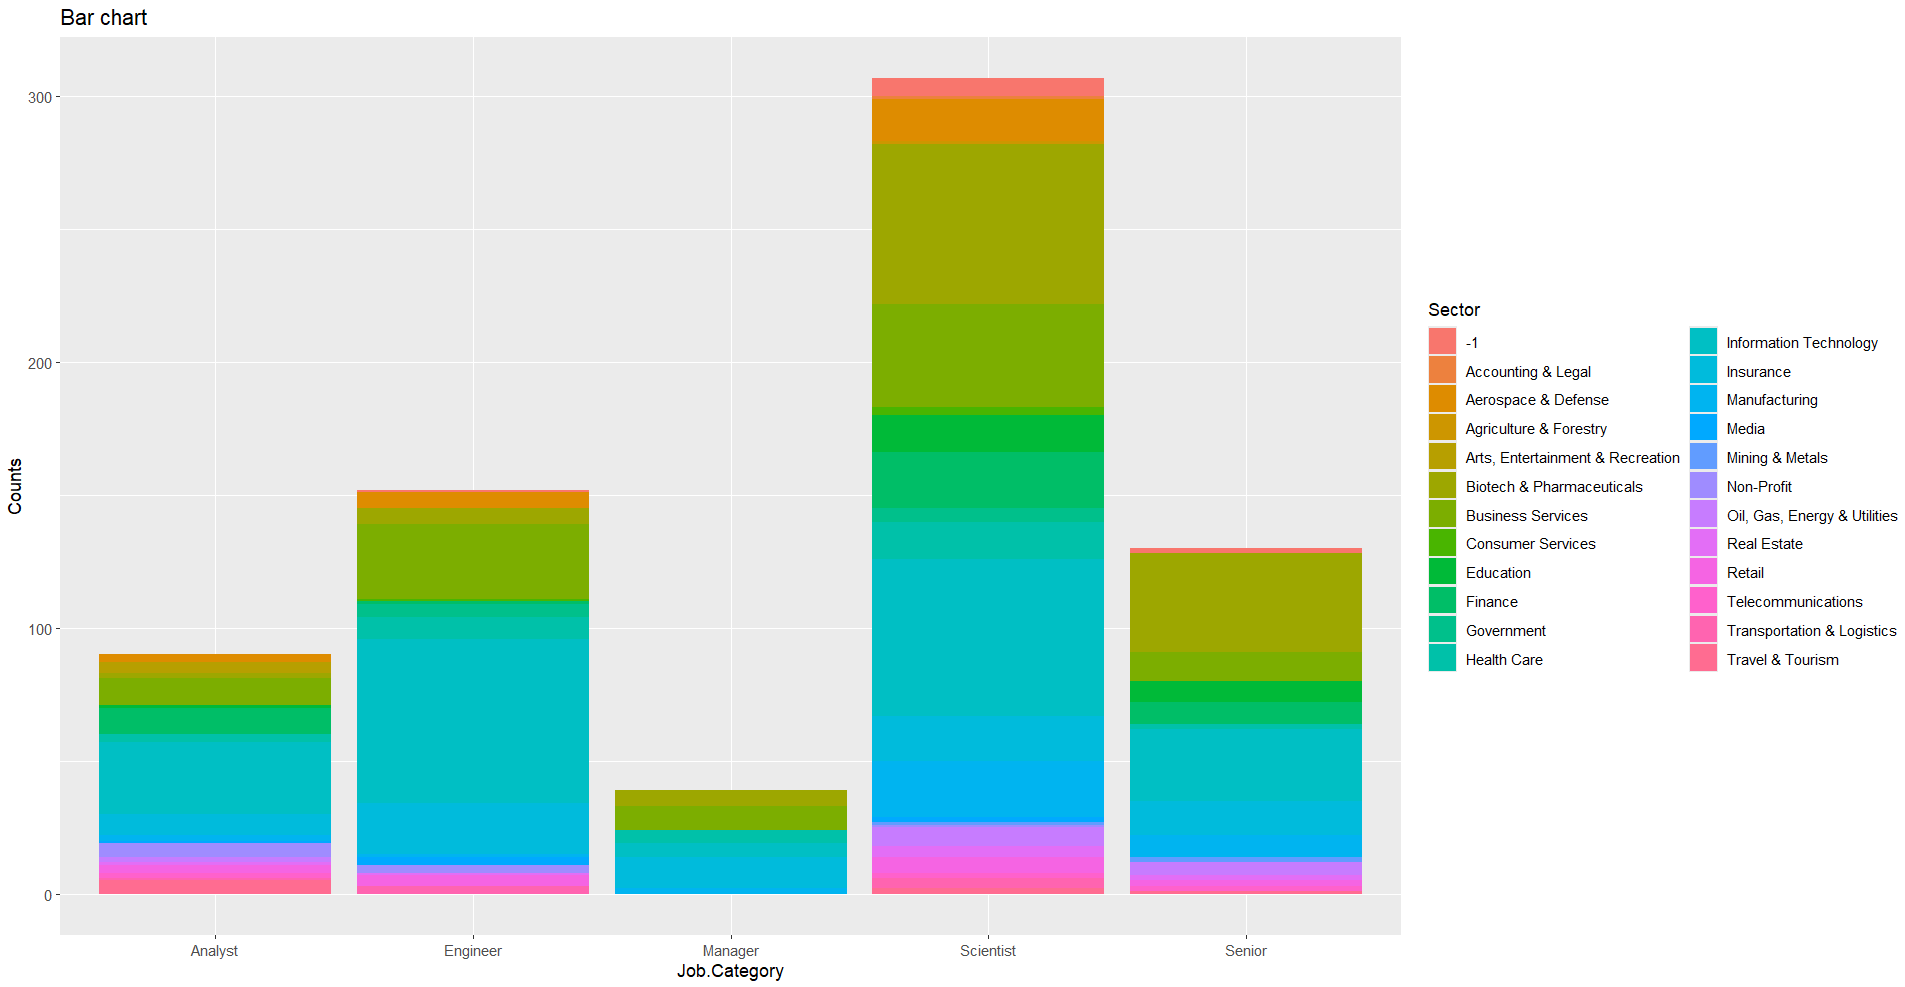 Bar chart
300
200
100
0
Counts
Analyst
Engineer
Manager
Scientist
Senior
Job.Category
Sector
-1
Accounting & Legal
Aerospace & Defense
Agriculture & Forestry
Arts, Entertainment & Recreation
Biotech & Pharmaceuticals
Business Services
Consumer Services
Education
Finance
Government
Health Care
Information Technology
Insurance
Manufacturing
Media
Mining & Metals
Non-Profit
Oil, Gas, Energy & Utilities
Real Estate
Retail
Telecommunications
Transportation & Logistics
Travel & Tourism